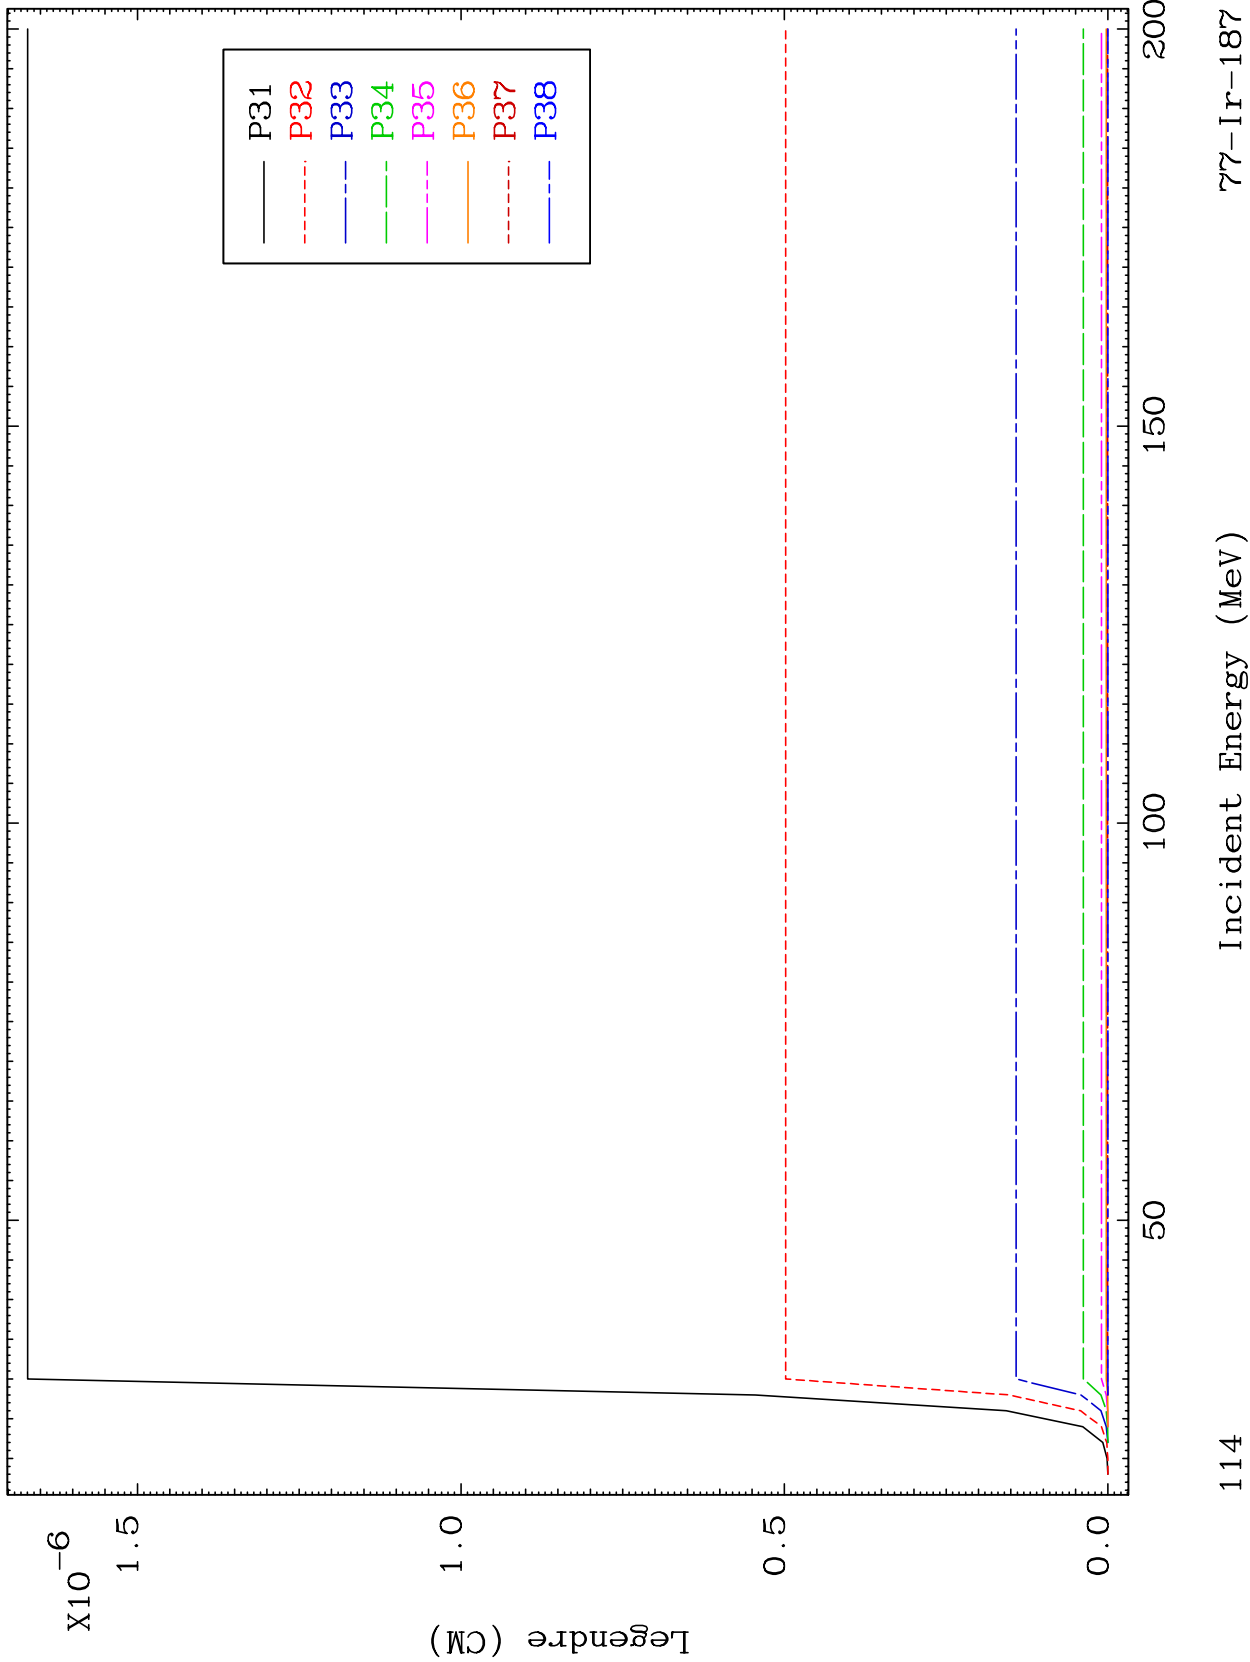 X10-6
1.5
1.0
0.5
0.0
Legendre (CM)
P31
P32
P33
P34
P35
P36
P37
P38
50
100
150
200
114
Incident Energy (MeV)
77-Ir-187